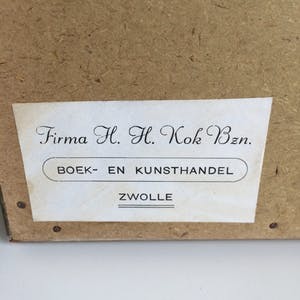 Firma H. H. Kok Bzn.
BOEK- EN KUNSTHANDEL
ZWOLLE